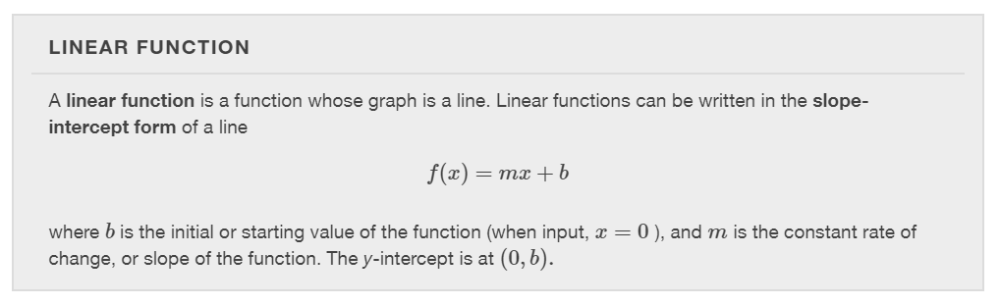 LINEAR FUNCTION
A linear function is a function whose graph is a line. Linear functions can be written in the slope-
intercept form of a line
f(x) = mx + b
where b is the initial or starting value of the function (when input, x = 0 ), and m is the constant rate of
change, or slope of the function. The y-intercept is at (0, b).